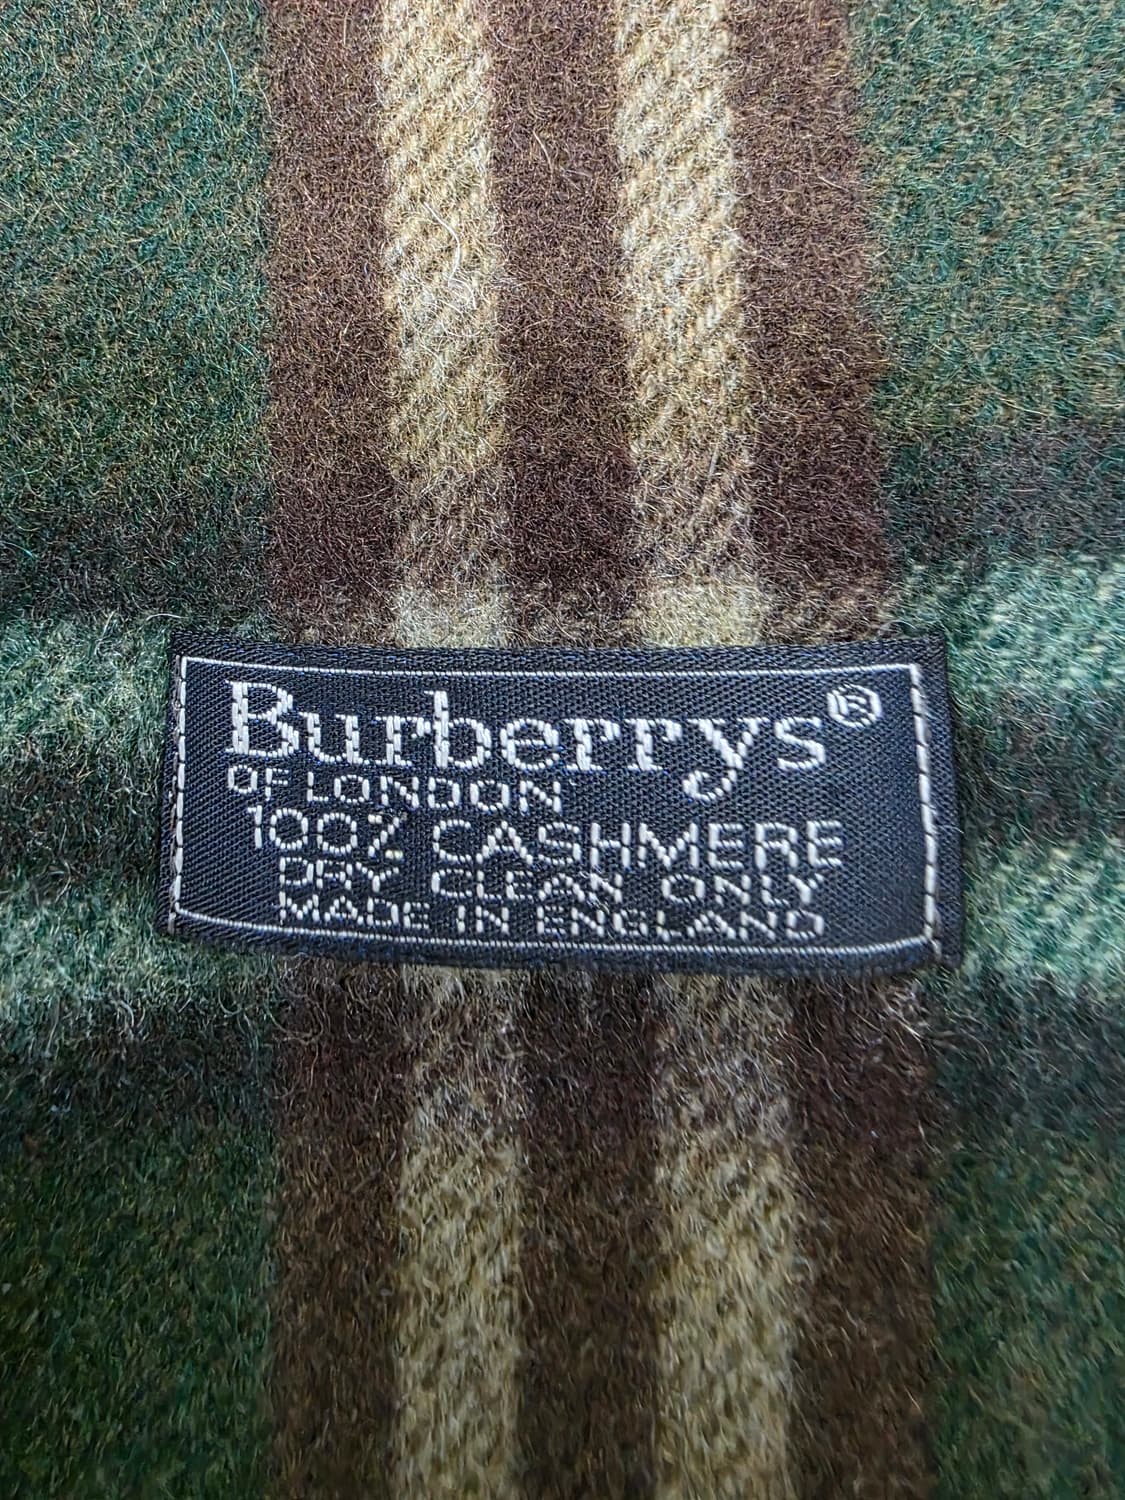 Burberrys®
OF LONDON
100% CASHMERE
DRY CLEAN ONLY
MADE IN ENGLAND